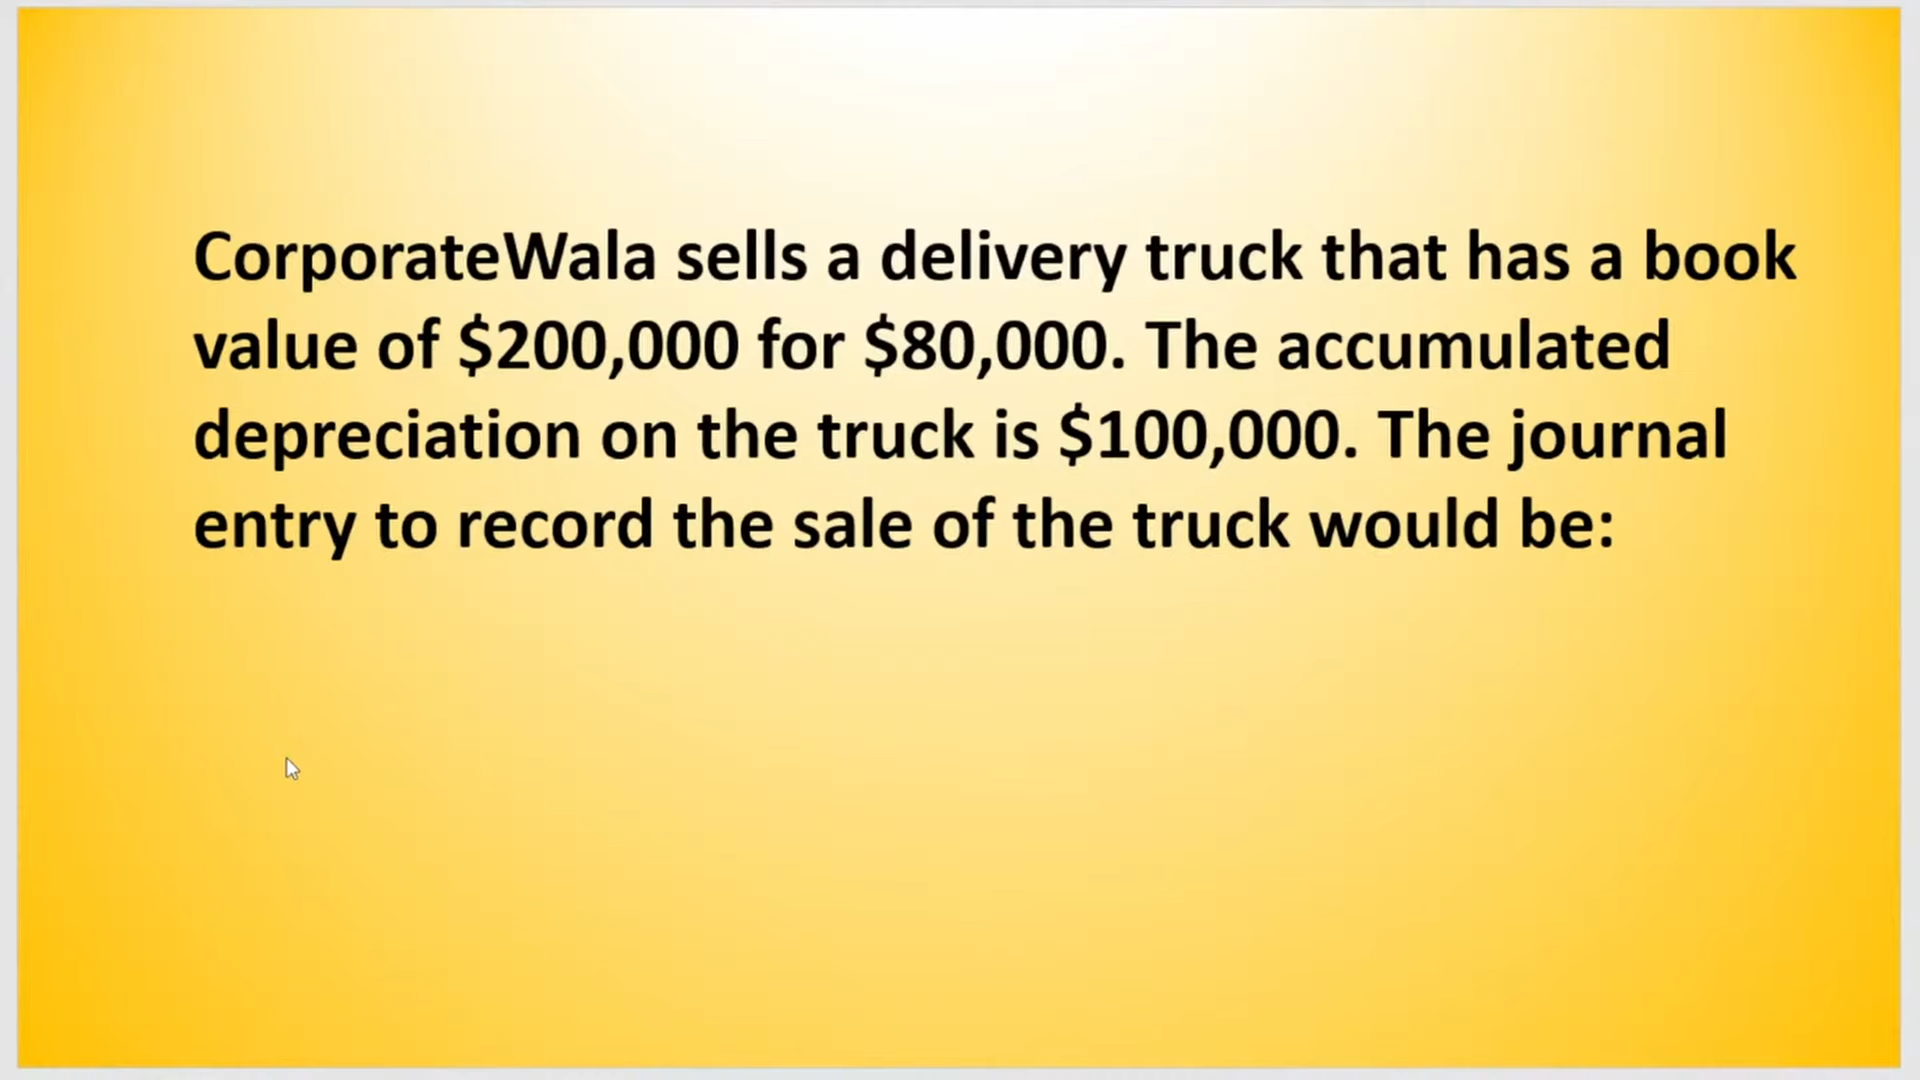 CorporateWala sells a delivery truck that has a book
value of $200,000 for $80,000. The accumulated
depreciation on the truck is $100,000. The journal
entry to record the sale of the truck would be: